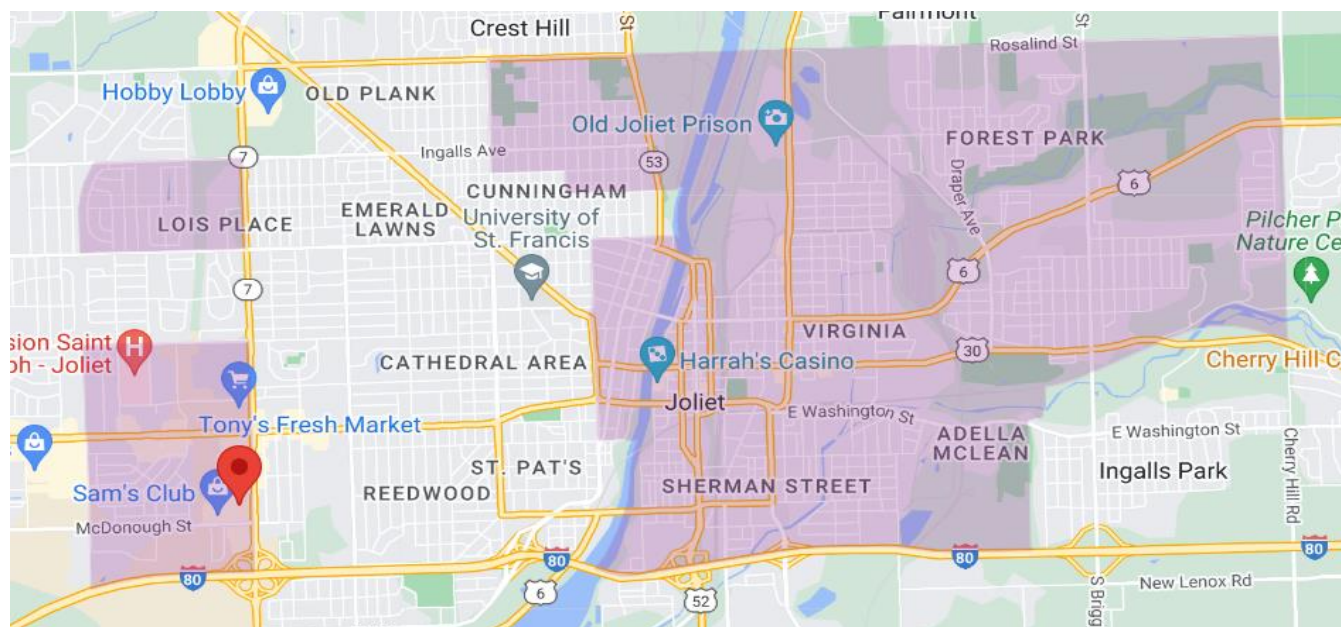 Crest Hill
St
Fairmont
St
Rosalind St
Hobby Lobby
OLD PLANK
Old Joliet Prison
FOREST PARK
7
Ingalls Ave
53
Draper Ave
6
CUNNINGHAM
LOIS PLACE
EMERALD
LAWNS
University of
St. Francis
Pilcher P
Nature Ce
6
7
sion Saint
ph - Joliet
H
VIRGINIA
CATHEDRAL AREA
Harrah's Casino
30
Cherry Hill C
Joliet
E Washington St
Tony's Fresh Market
E Washington St
ADELLA
MCLEAN
ST. PAT'S
Ingalls Park
Cherry Hill Rd
Sam's Club
REEDWOOD
SHERMAN STREET
McDonough St
80
80
80
80
6
52
S Brigg
New Lenox Rd